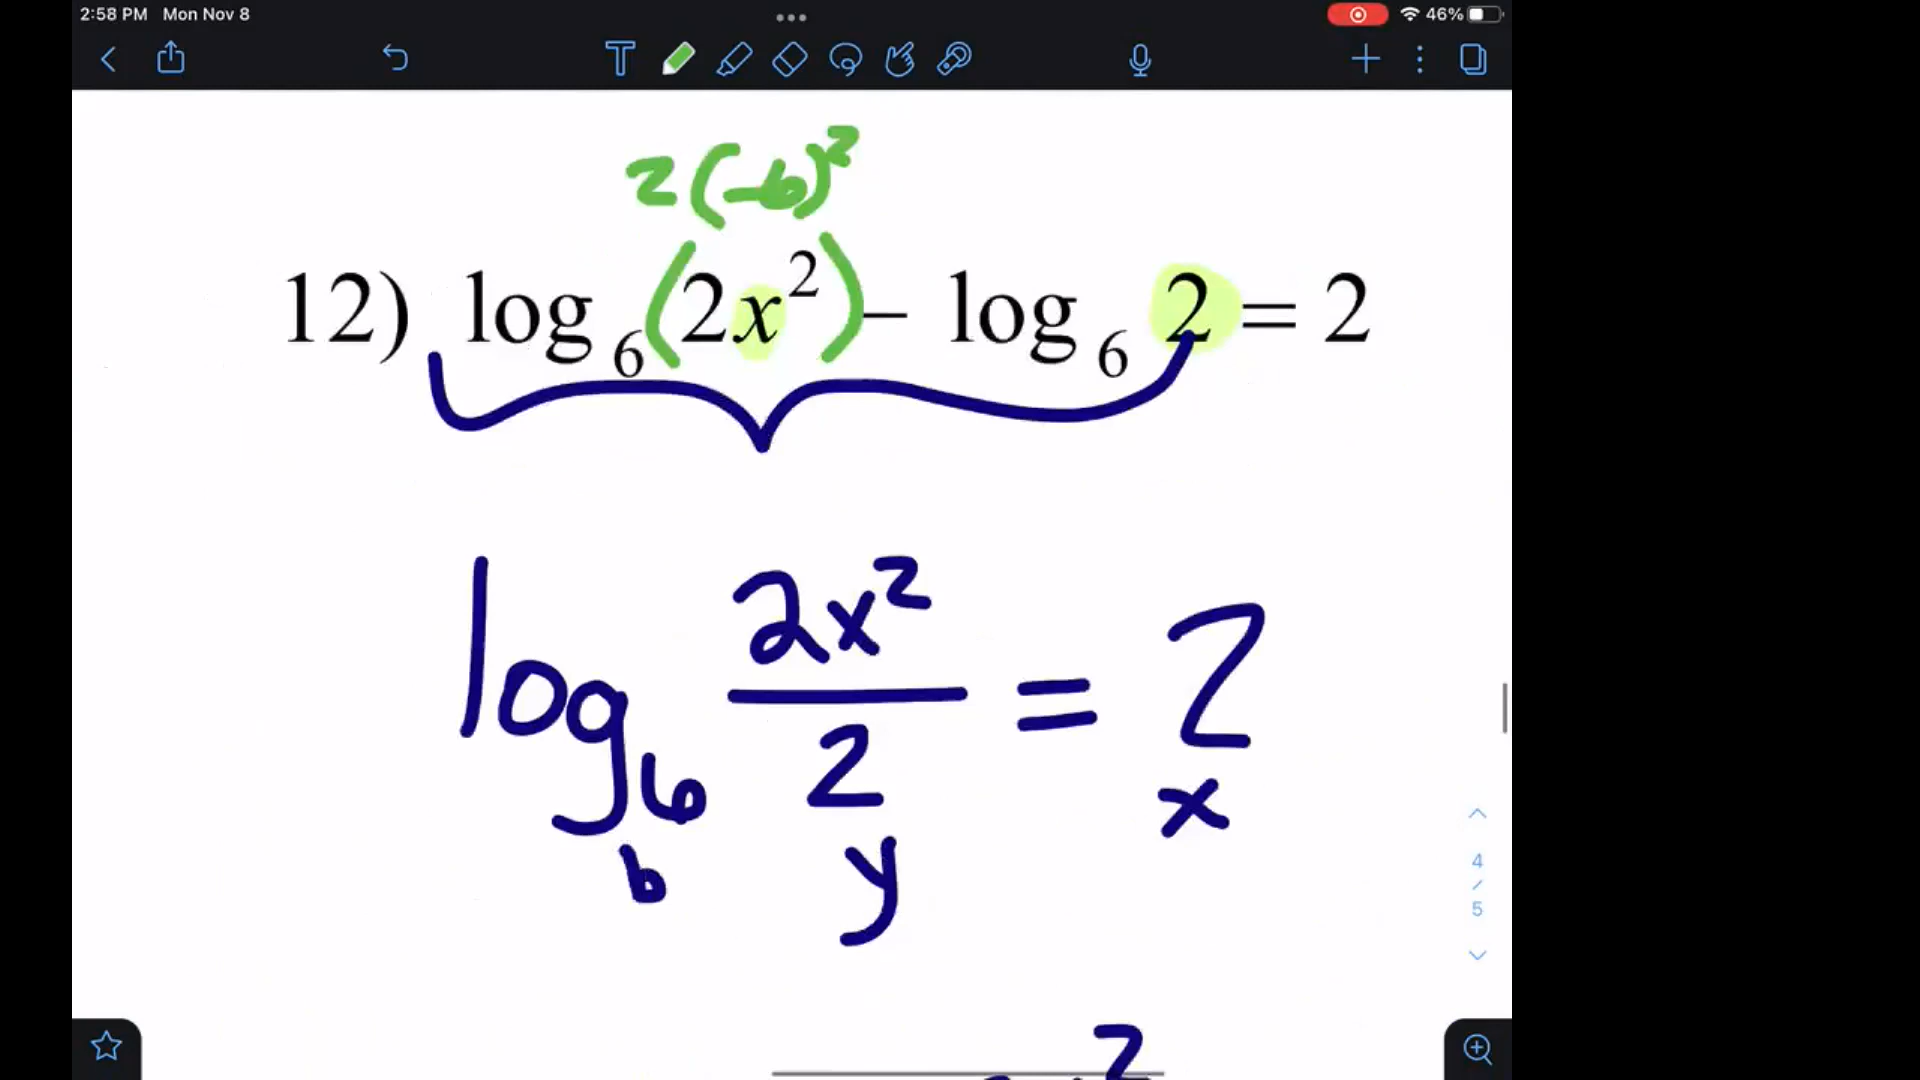 2:58 PM Mon Nov 8
46%
T
2(-6)²
12) log₆(2x²) – log₆ 2 = 2
log₆ 2x²/2 = 2
b y x
4
/
5
2